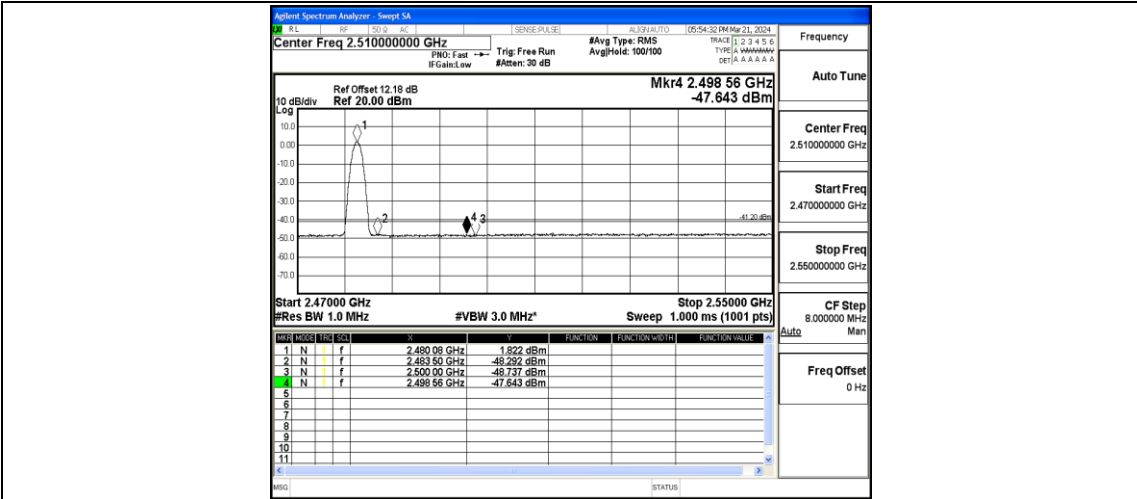 Agilent Spectrum Analyzer - Swept SA
RL RF 50 Ω AC SENSE:PULSE ALIGN AUTO 05:54:32 PM Mar 21, 2024
Center Freq 2.510000000 GHz
PNO: Fast
IFGain:Low
Trig: Free Run
#Atten: 30 dB
#Avg Type: RMS
Avg|Hold: 100/100
TRACE 1 2 3 4 5 6
TYPE A
DET A A A A A A
Frequency
Auto Tune
Center Freq
2.510000000 GHz
Start Freq
2.470000000 GHz
Stop Freq
2.550000000 GHz
CF Step
8.000000 MHz
Auto Man
Freq Offset
0 Hz
Mkr4 2.498 56 GHz
-47.643 dBm
Ref Offset 12.18 dB
10 dB/div Ref 20.00 dBm
Log
10.0
0.00
-10.0
-20.0
-30.0
-40.0
-50.0
-60.0
-70.0
1
2
4 3
-41.20 dBm
Start 2.47000 GHz Stop 2.55000 GHz
#Res BW 1.0 MHz #VBW 3.0 MHz* Sweep 1.000 ms (1001 pts)
MKR MODE TRC SCL X Y FUNCTION FUNCTION WIDTH FUNCTION VALUE
1 N 1 f 2.480 08 GHz 1.822 dBm
2 N 1 f 2.483 50 GHz -48.292 dBm
3 N 1 f 2.500 00 GHz -48.737 dBm
4 N 1 f 2.498 56 GHz -47.643 dBm
5
6
7
8
9
10
11
MSG STATUS